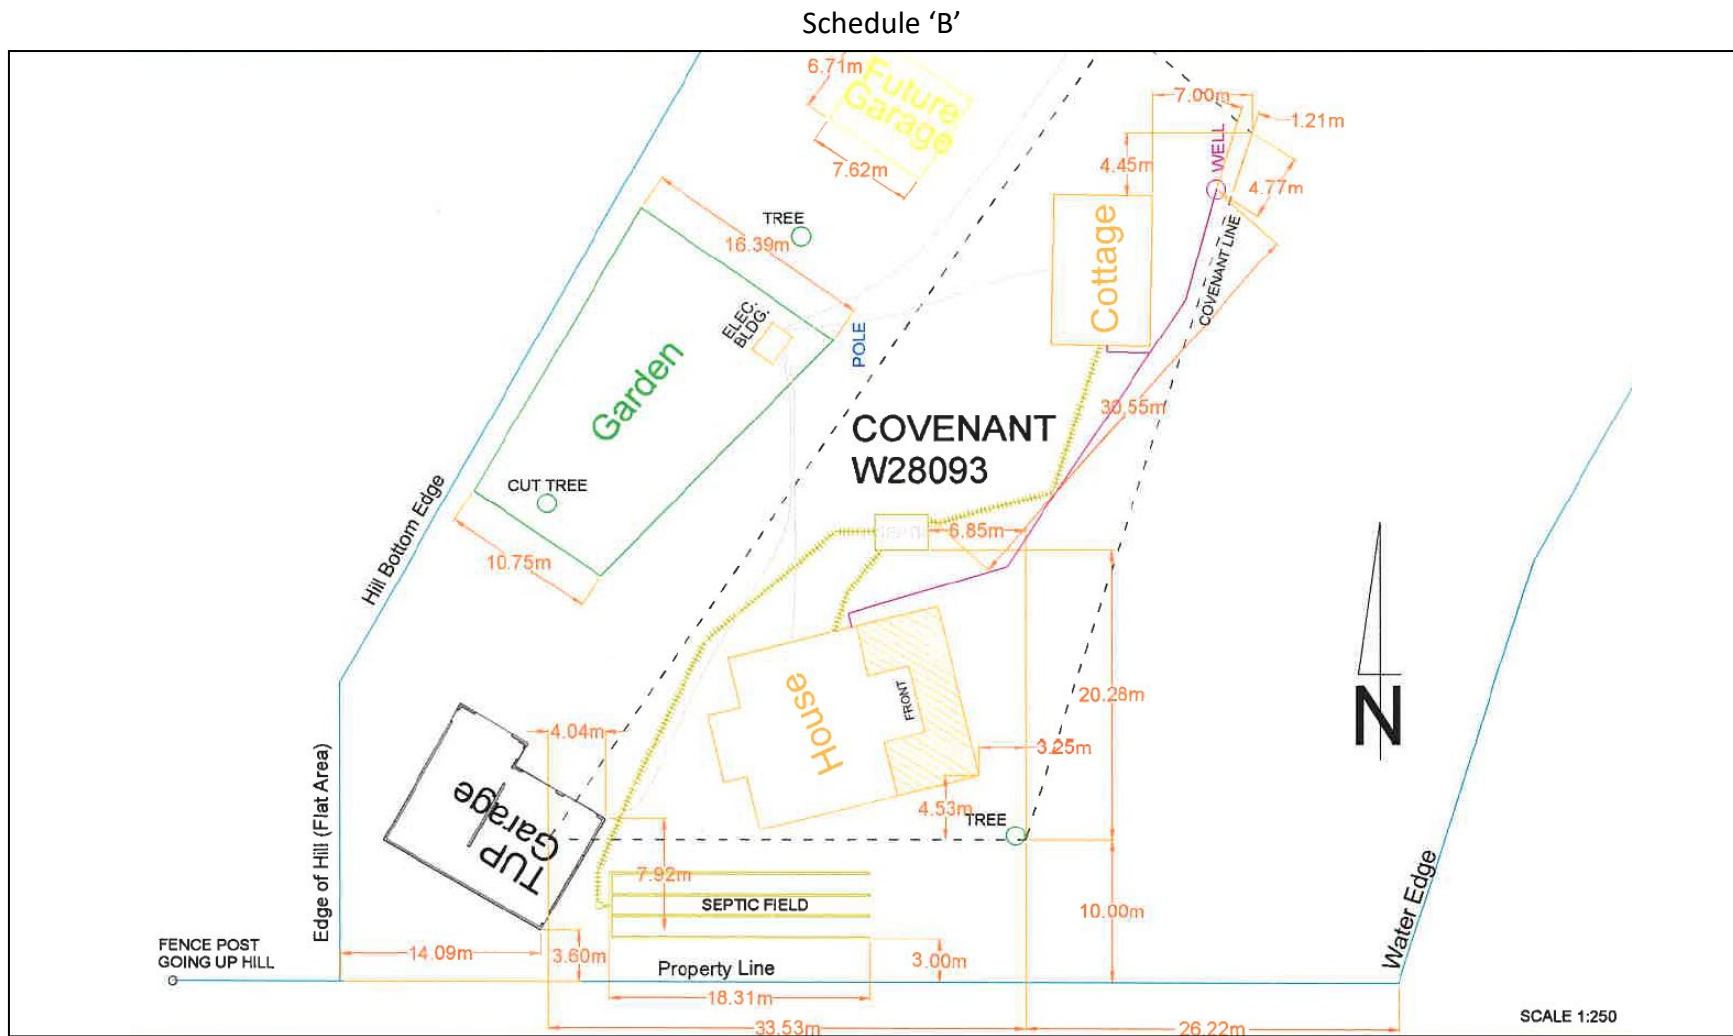 Schedule ‘B’
6.71m
Future
Garage
7.62m
7.00m
1.21m
4.45m
WELL
4.77m
TREE
16.39m
COVENANT LINE
Cottage
ELEC.
BLDG.
POLE
Garden
30.55m
COVENANT
W28093
CUT TREE
Hill Bottom Edge
10.75m
6.85m
House
FRONT
20.28m
N
4.04m
3.25m
4.53m
TREE
TUP
Garage
Edge of Hill (Flat Area)
7.92m
SEPTIC FIELD
10.00m
Water Edge
FENCE POST
GOING UP HILL
14.09m
3.60m
Property Line
3.00m
18.31m
33.53m
26.22m
SCALE 1:250